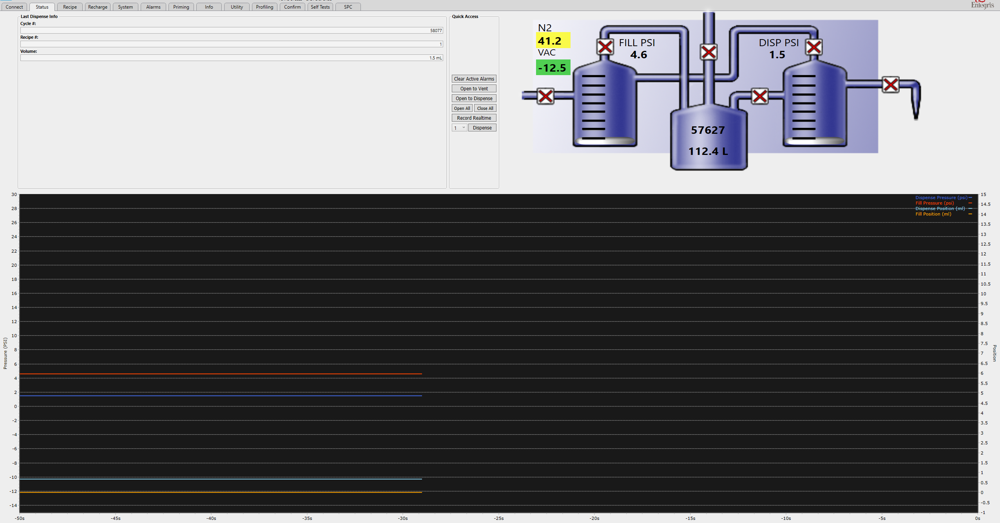 Connect Status Recipe Recharge System Alarms Priming Info Utility Profiling Confirm Self Tests SPC
Entegris
Last Dispense Info
Cycle #:
58077
Recipe #:
1
Volume:
1.5 mL
Quick Access
Clear Active Alarms
Open to Vent
Open to Dispense
Open All Close All
Record Realtime
1 Dispense
N2
41.2
VAC
-12.5
FILL PSI
4.6
DISP PSI
1.5
57627
112.4 L
Dispense Pressure (psi)
Fill Pressure (psi)
Dispense Position (ml)
Fill Position (ml)
Pressure (PSI)
30
28
26
24
22
20
18
16
14
12
10
8
6
4
2
0
-2
-4
-6
-8
-10
-12
-14
15
14.5
14
13.5
13
12.5
12
11.5
11
10.5
10
9.5
9
8.5
8
7.5
7
6.5
6
5.5
5
4.5
4
3.5
3
2.5
2
1.5
1
0.5
0
-0.5
-1
Position
-50s -45s -40s -35s -30s -25s -20s -15s -10s -5s 0s